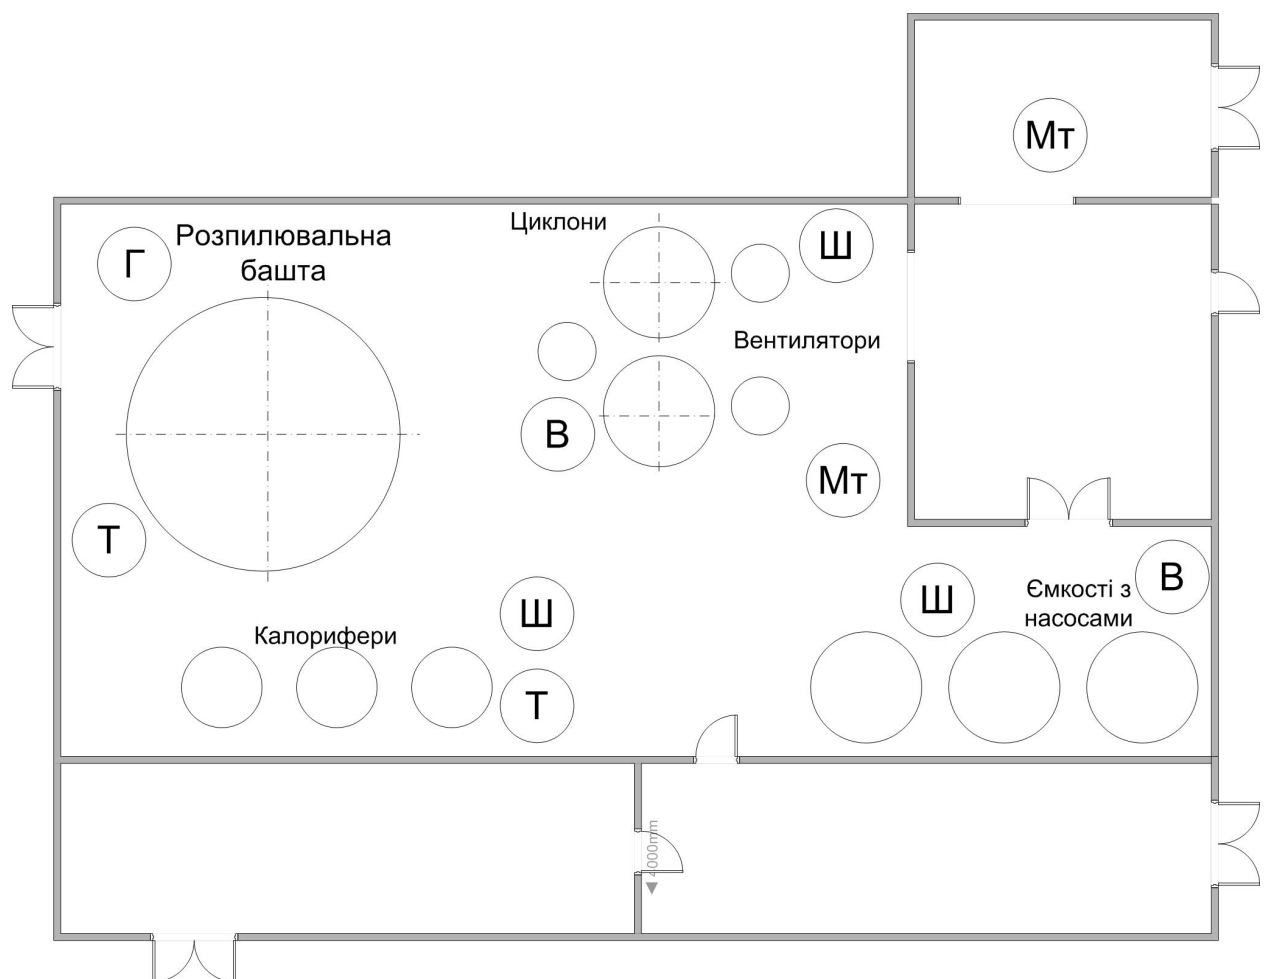 Мт
Циклони
Розпилювальна
башта
Г
Ш
Вентилятори
В
Мт
Т
Ш
Ємкості з
насосами
В
Калорифери
Ш
Т
4000mm